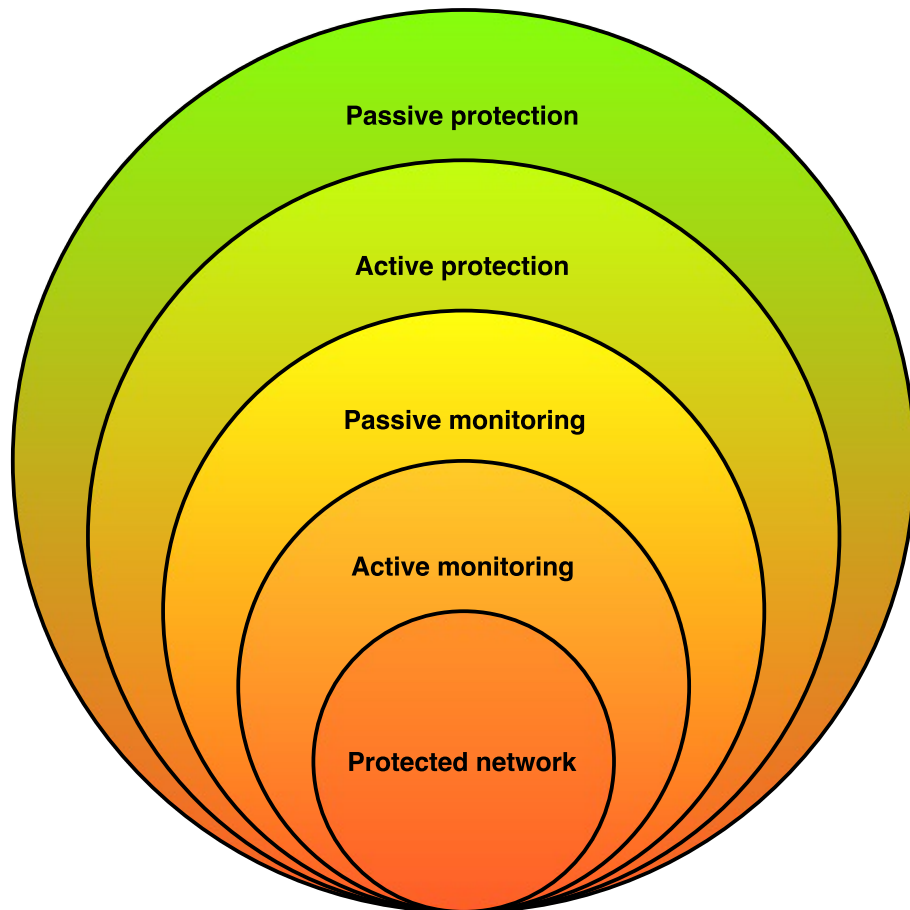 Passive protection
Active protection
Passive monitoring
Active monitoring
Protected network